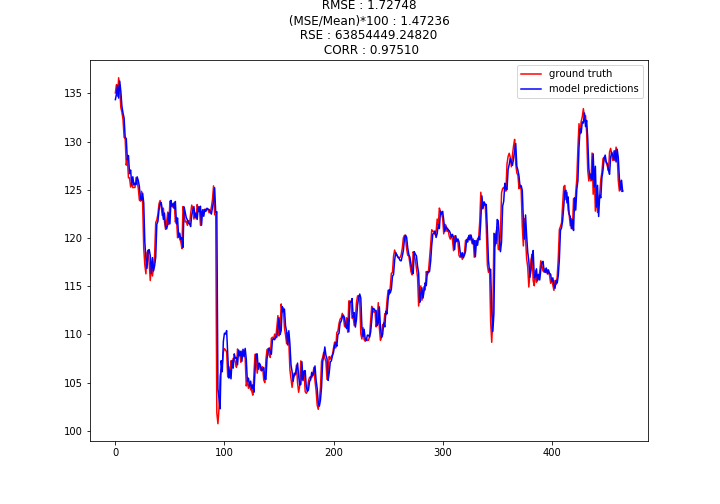 RMSE : 1.72748
(MSE/Mean)*100 : 1.47236
RSE : 63854449.24820
CORR : 0.97510
ground truth
model predictions
135
130
125
120
115
110
105
100
0 100 200 300 400